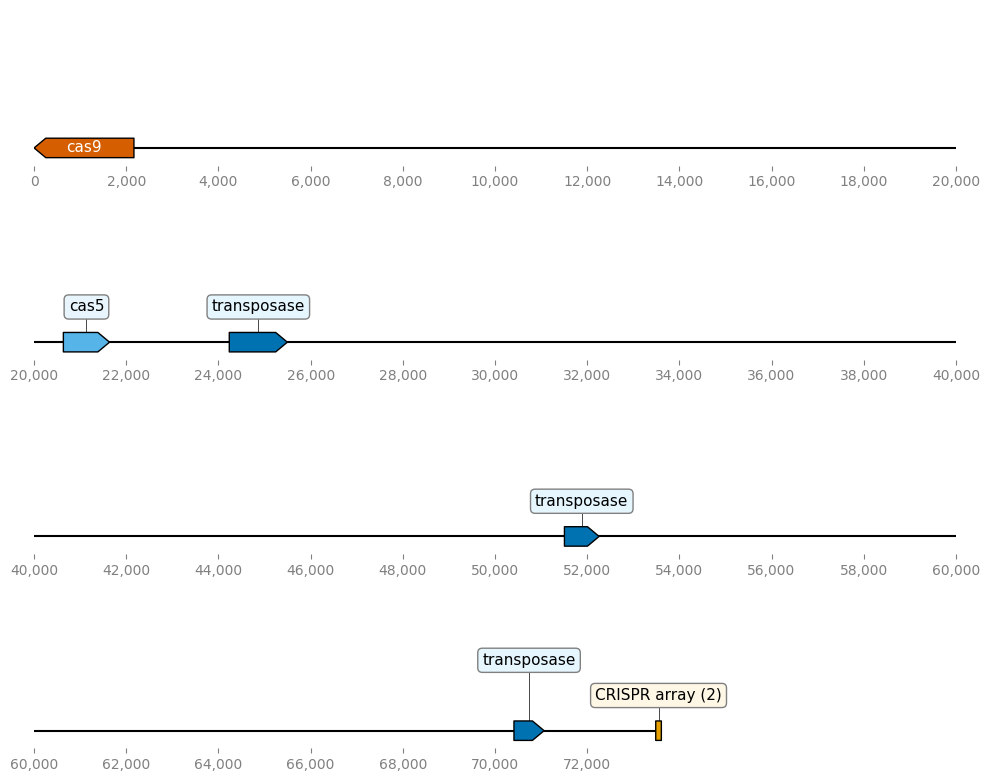 cas9
0 2,000 4,000 6,000 8,000 10,000 12,000 14,000 16,000 18,000 20,000
cas5 transposase
20,000 22,000 24,000 26,000 28,000 30,000 32,000 34,000 36,000 38,000 40,000
transposase
40,000 42,000 44,000 46,000 48,000 50,000 52,000 54,000 56,000 58,000 60,000
transposase
CRISPR array (2)
60,000 62,000 64,000 66,000 68,000 70,000 72,000